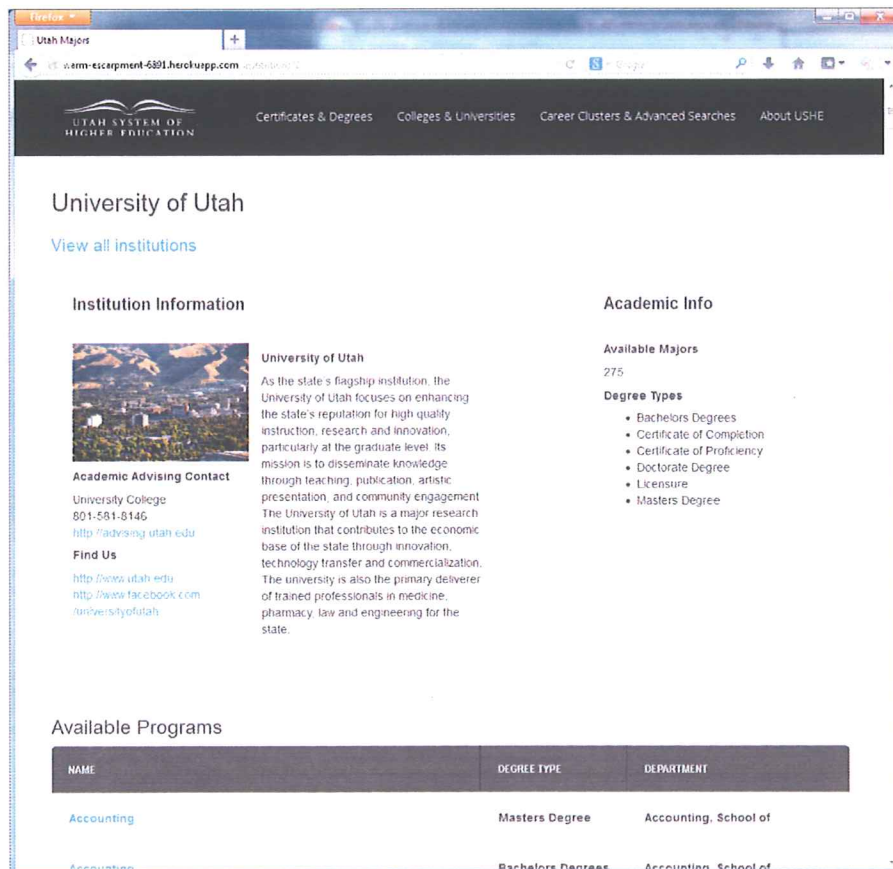 Firefox
Utah Majors
+
warm-escarpment-6391.herokuapp.com
S
UTAH SYSTEM OF
HIGHER EDUCATION
Certificates & Degrees
Colleges & Universities
Career Clusters & Advanced Searches
About USHE
University of Utah
View all institutions
Institution Information
Academic Advising Contact
University College
801-581-8146
http://advising.utah.edu
Find Us
http://www.utah.edu
http://www.facebook.com
/universityofutah
University of Utah
As the state's flagship institution, the
University of Utah focuses on enhancing
the state's reputation for high quality
instruction, research and innovation,
particularly at the graduate level. Its
mission is to disseminate knowledge
through teaching, publication, artistic
presentation, and community engagement
The University of Utah is a major research
institution that contributes to the economic
base of the state through innovation,
technology transfer and commercialization.
The university is also the primary deliverer
of trained professionals in medicine,
pharmacy, law and engineering for the
state.
Academic Info
Available Majors
275
Degree Types
• Bachelors Degrees
• Certificate of Completion
• Certificate of Proficiency
• Doctorate Degree
• Licensure
• Masters Degree
Available Programs
NAME DEGREE TYPE DEPARTMENT
Accounting Masters Degree Accounting, School of
Accounting Bachelors Degrees Accounting, School of